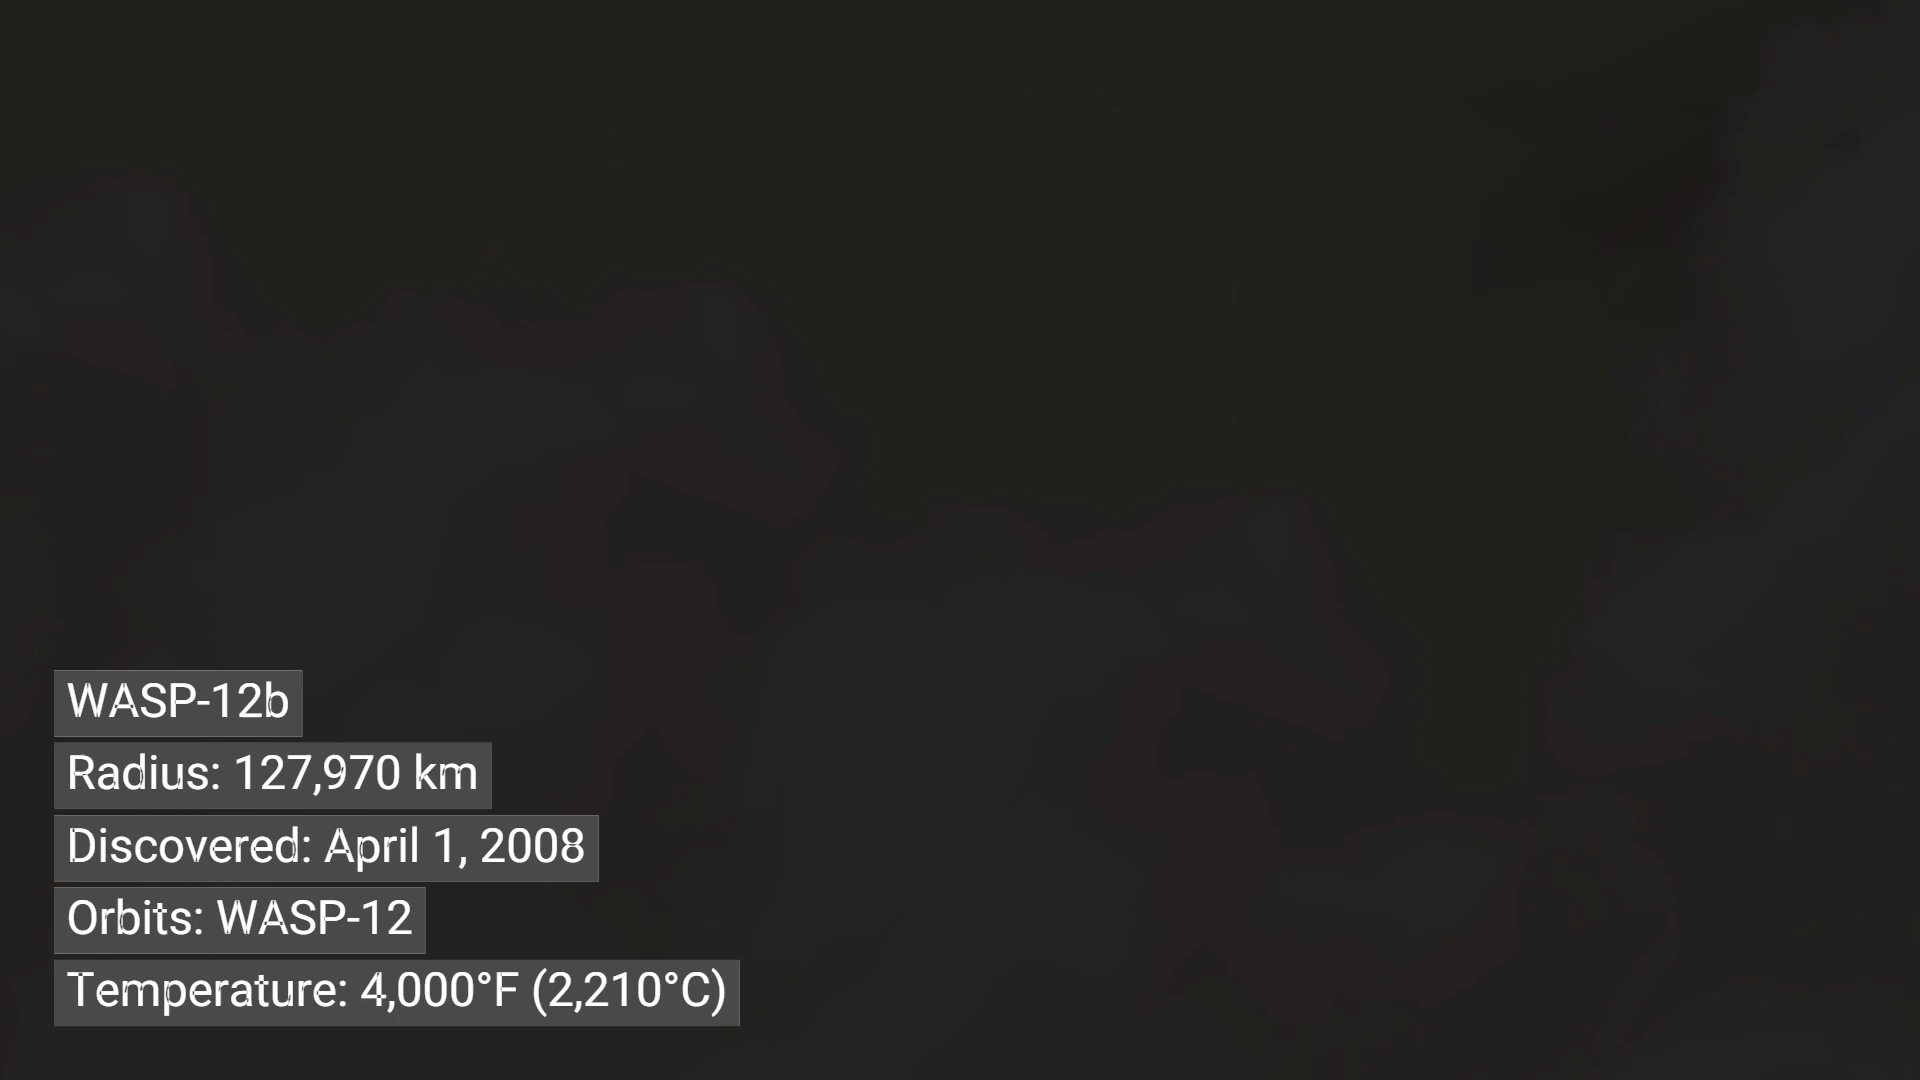 WASP-12b
Radius: 127,970 km
Discovered: April 1, 2008
Orbits: WASP-12
Temperature: 4,000°F (2,210°C)